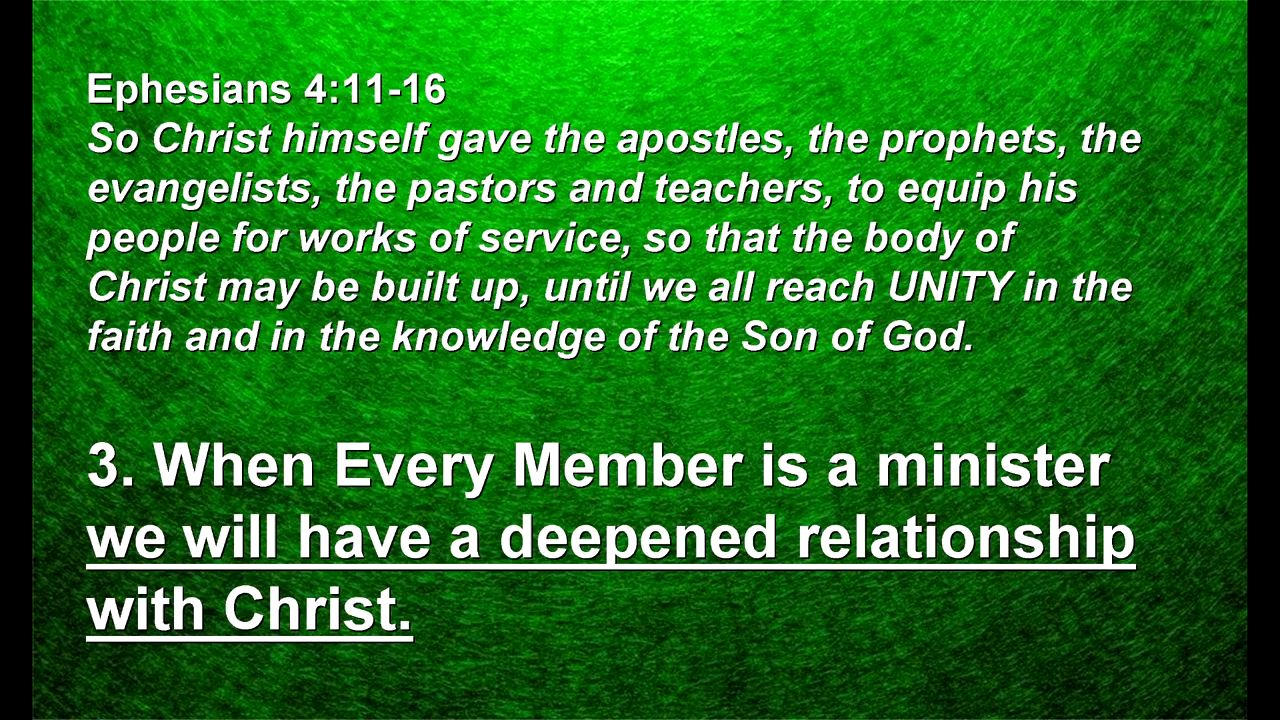 Ephesians 4:11-16
So Christ himself gave the apostles, the prophets, the
evangelists, the pastors and teachers, to equip his
people for works of service, so that the body of
Christ may be built up, until we all reach UNITY in the
faith and in the knowledge of the Son of God.
3. When Every Member is a minister
we will have a deepened relationship
with Christ.